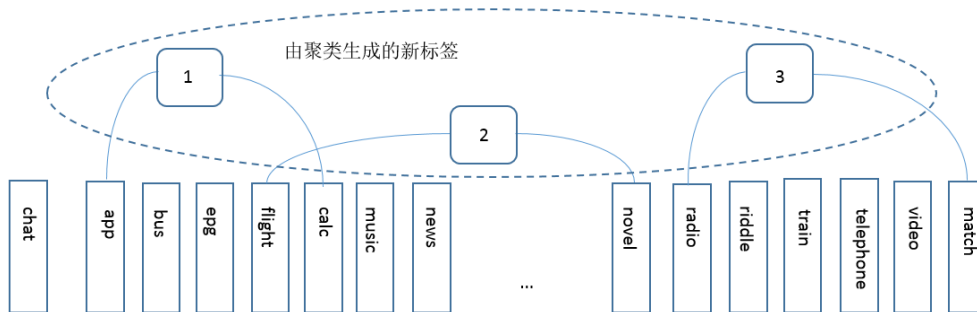 由聚类生成的新标签
1
2
3
chat
app
bus
epg
flight
calc
music
news
...
novel
radio
riddle
train
telephone
video
match